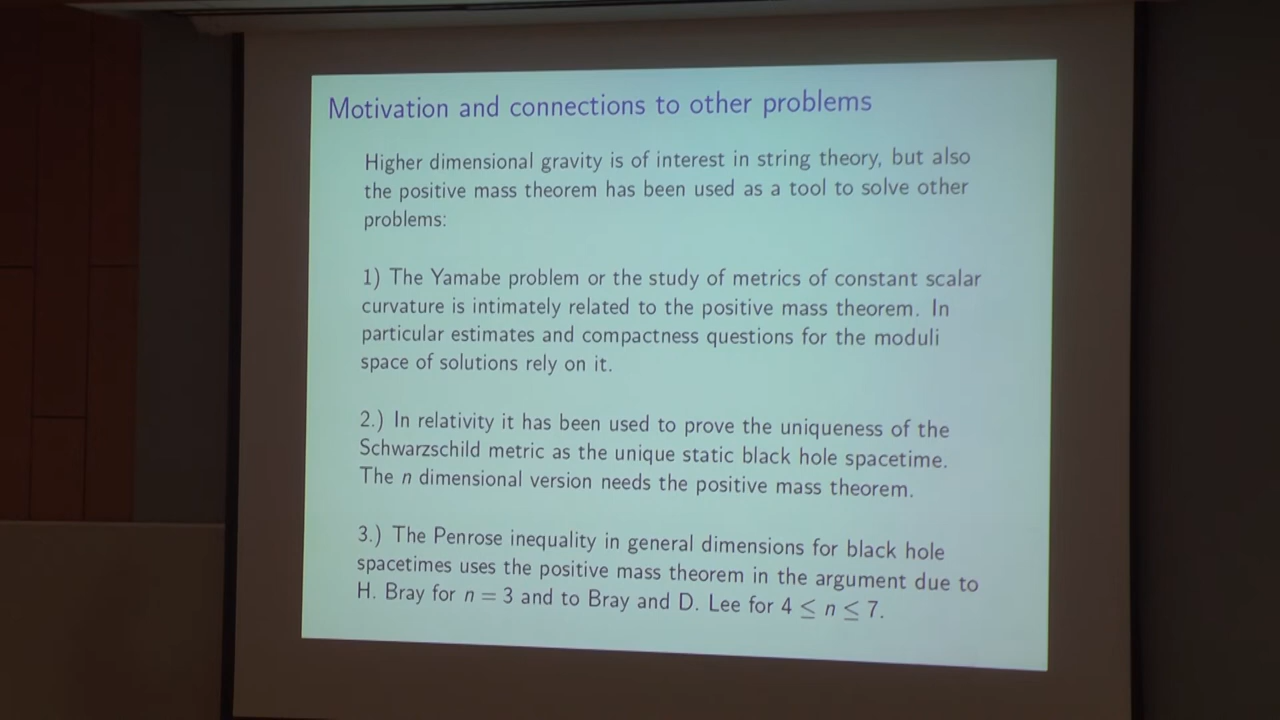 Motivation and connections to other problems
Higher dimensional gravity is of interest in string theory, but also
the positive mass theorem has been used as a tool to solve other
problems:
1) The Yamabe problem or the study of metrics of constant scalar
curvature is intimately related to the positive mass theorem. In
particular estimates and compactness questions for the moduli
space of solutions rely on it.
2.) In relativity it has been used to prove the uniqueness of the
Schwarzschild metric as the unique static black hole spacetime.
The n dimensional version needs the positive mass theorem.
3.) The Penrose inequality in general dimensions for black hole
spacetimes uses the positive mass theorem in the argument due to
H. Bray for n = 3 and to Bray and D. Lee for 4 ≤ n ≤ 7.